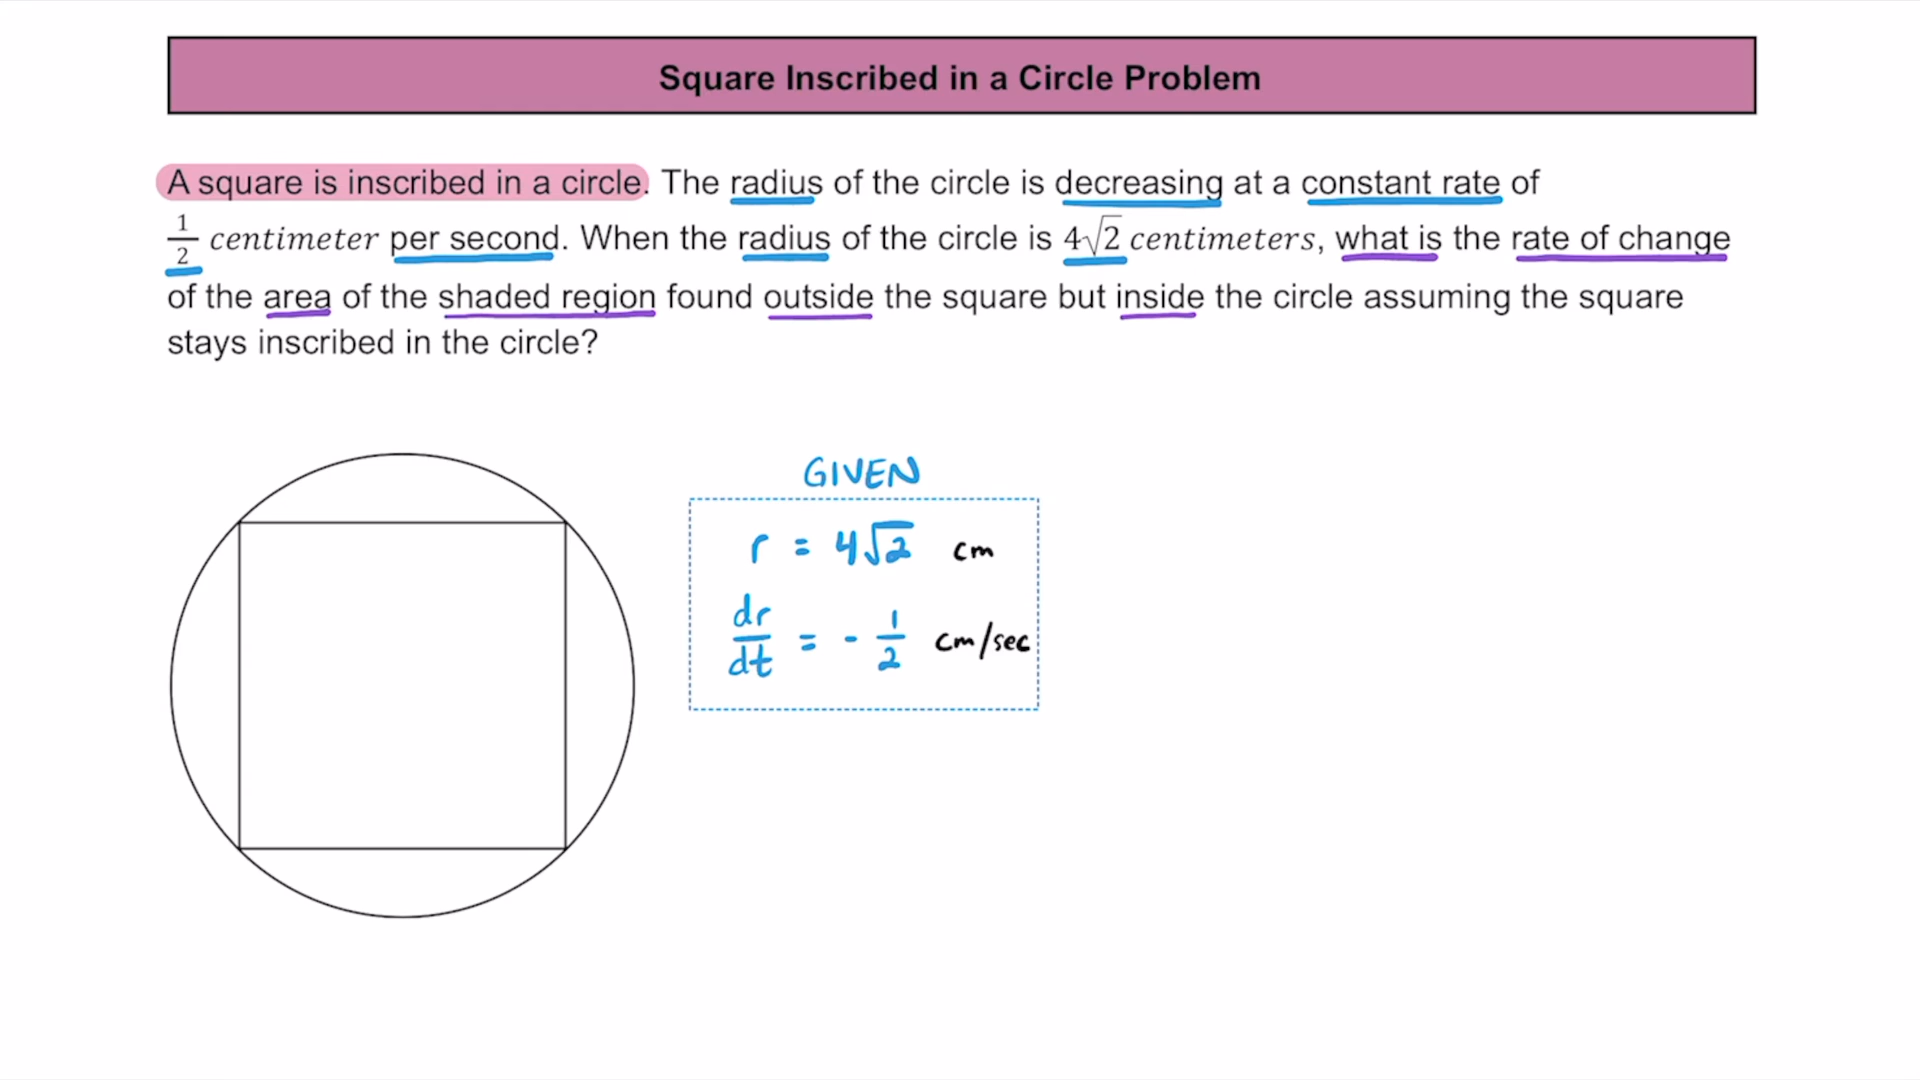 Square Inscribed in a Circle Problem
A square is inscribed in a circle. The radius of the circle is decreasing at a constant rate of
1/2 centimeter per second. When the radius of the circle is 4√2 centimeters, what is the rate of change
of the area of the shaded region found outside the square but inside the circle assuming the square
stays inscribed in the circle?
GIVEN
r = 4√2 cm
dr/dt = - 1/2 cm/sec